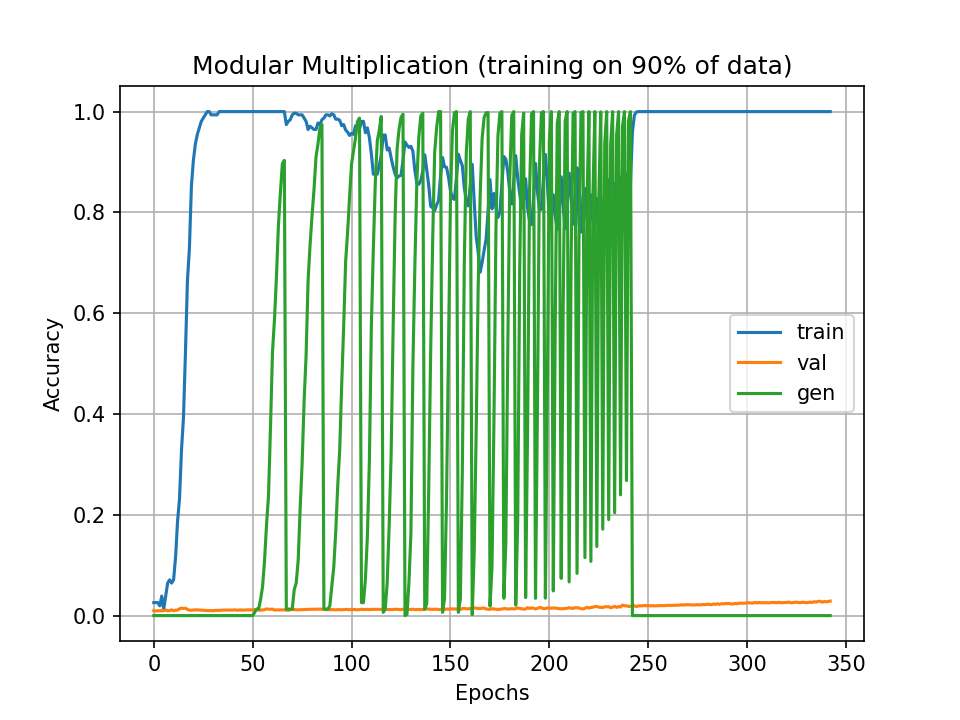 Modular Multiplication (training on 90% of data)
1.0
0.8
0.6
0.4
0.2
0.0
Accuracy
train
val
gen
0 50 100 150 200 250 300 350
Epochs